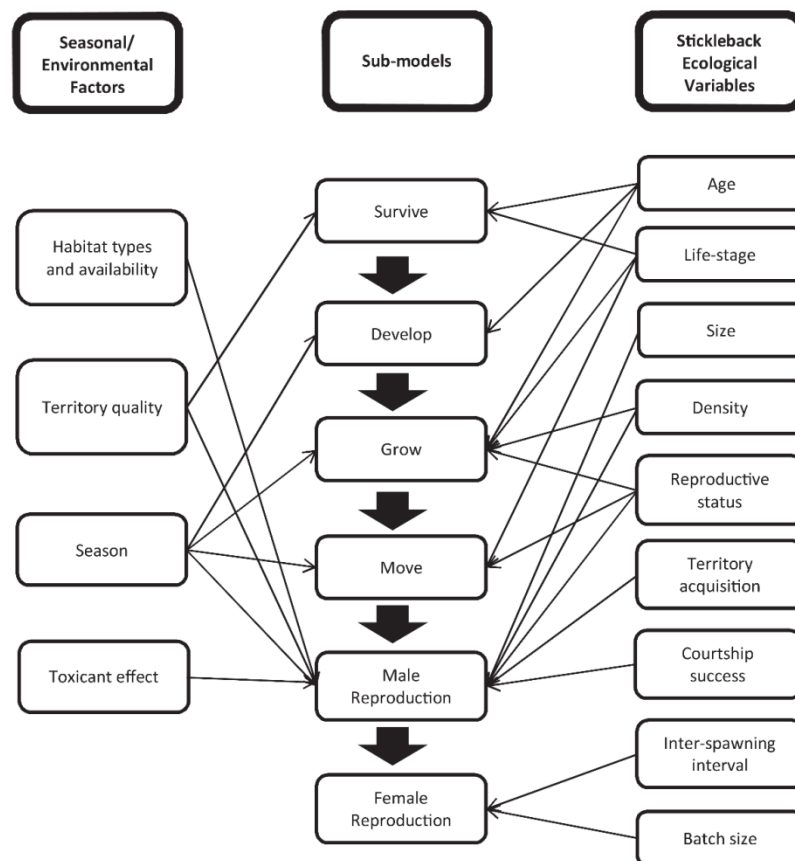 Seasonal/
Environmental
Factors
Sub-models
Stickleback
Ecological
Variables
Habitat types
and availability
Territory quality
Season
Toxicant effect
Survive
Develop
Grow
Move
Male
Reproduction
Female
Reproduction
Age
Life-stage
Size
Density
Reproductive
status
Territory
acquisition
Courtship
success
Inter-spawning
interval
Batch size